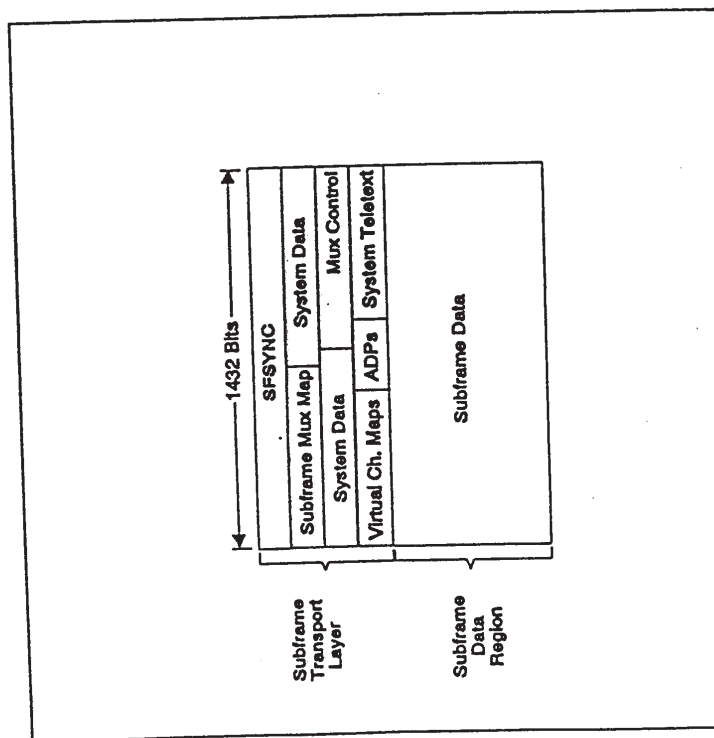 1432 Bits
SFSYNC
Subframe Mux Map
System Data
System Data
Mux Control
Virtual Ch. Maps
ADPs
System Teletext
Subframe Data
Subframe
Transport
Layer
Subframe
Data
Region